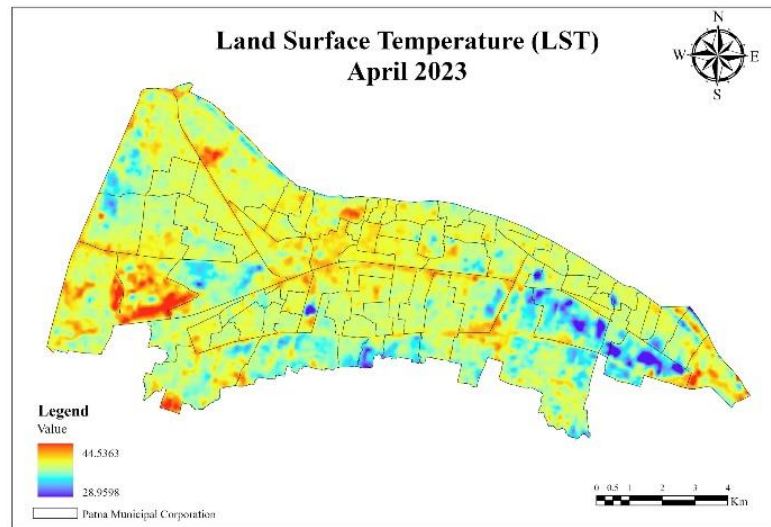 Land Surface Temperature (LST)
April 2023
N
W E
S
Legend
Value
44.5363
28.9598
Patna Municipal Corporation
0 0.5 1 2 3 4
Km